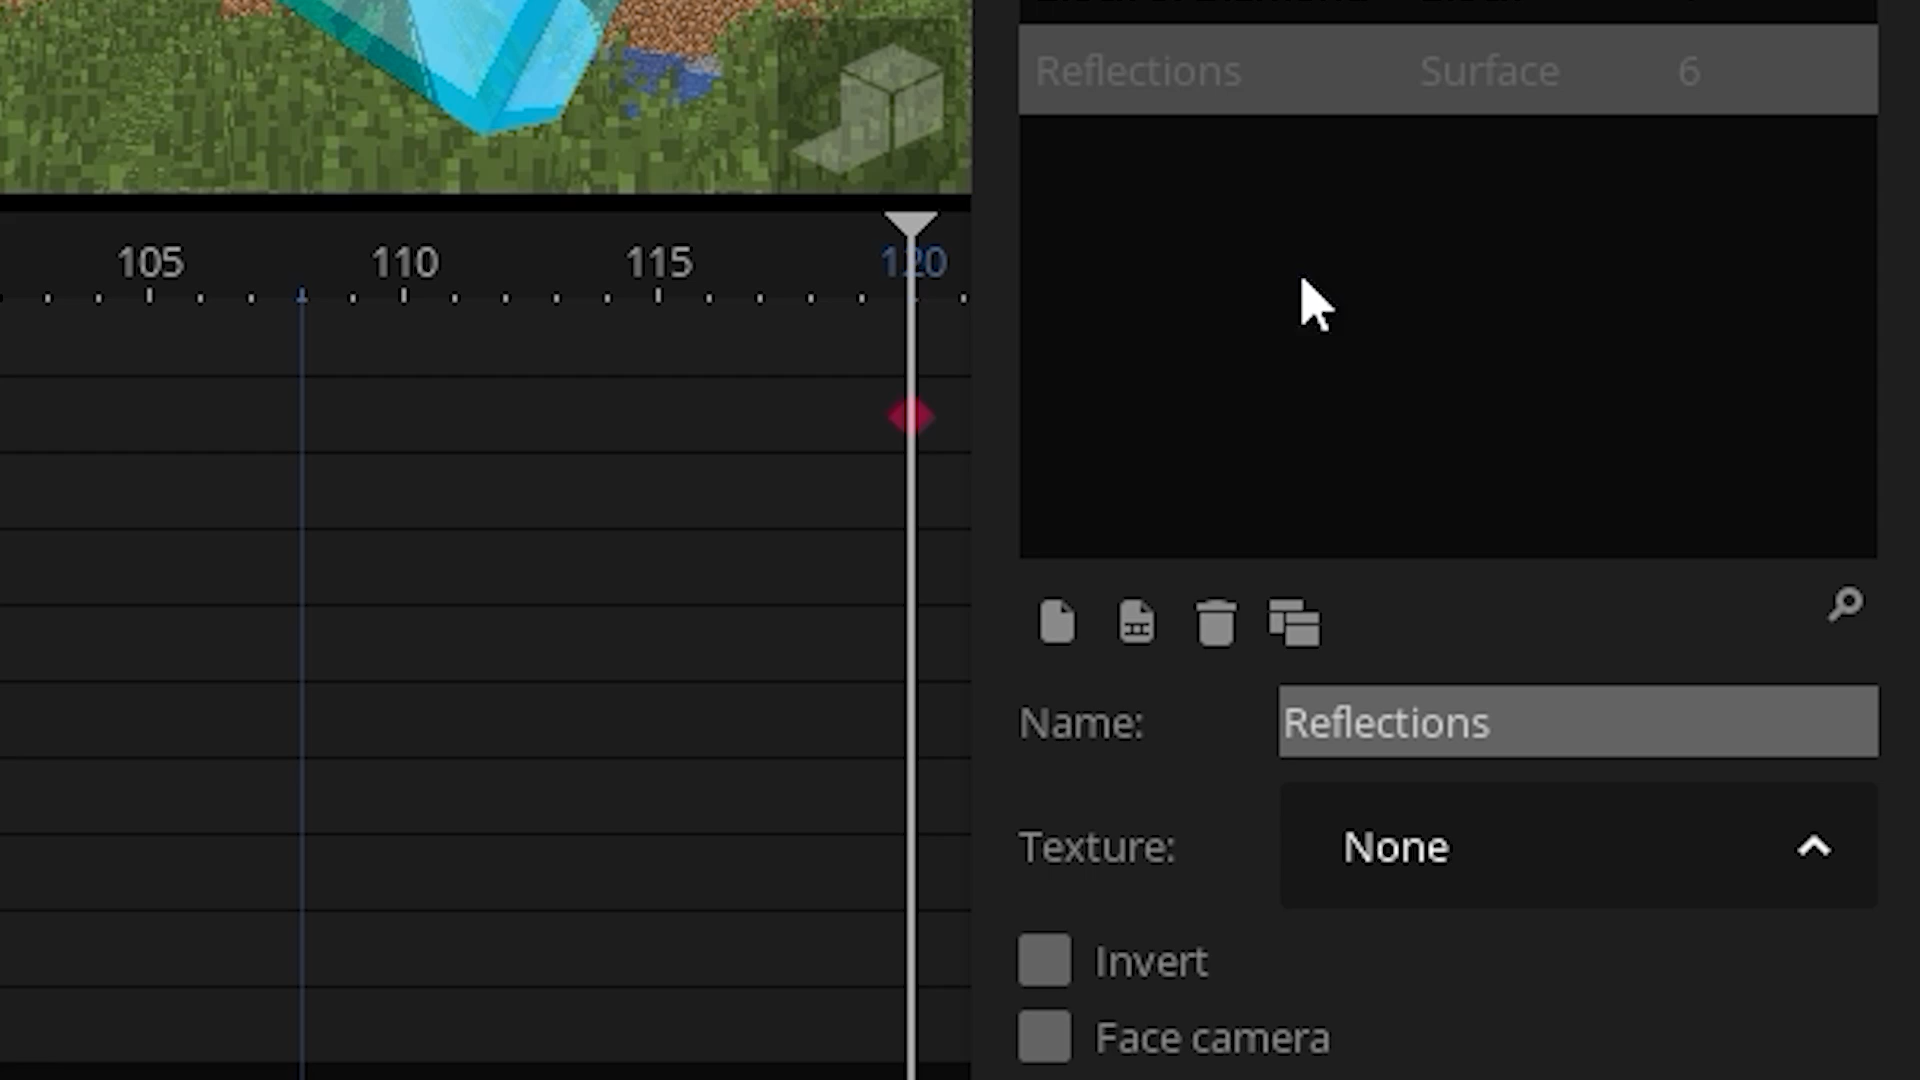 Reflections Surface 6
105 110 115 120
Name: Reflections
Texture: None
Invert
Face camera